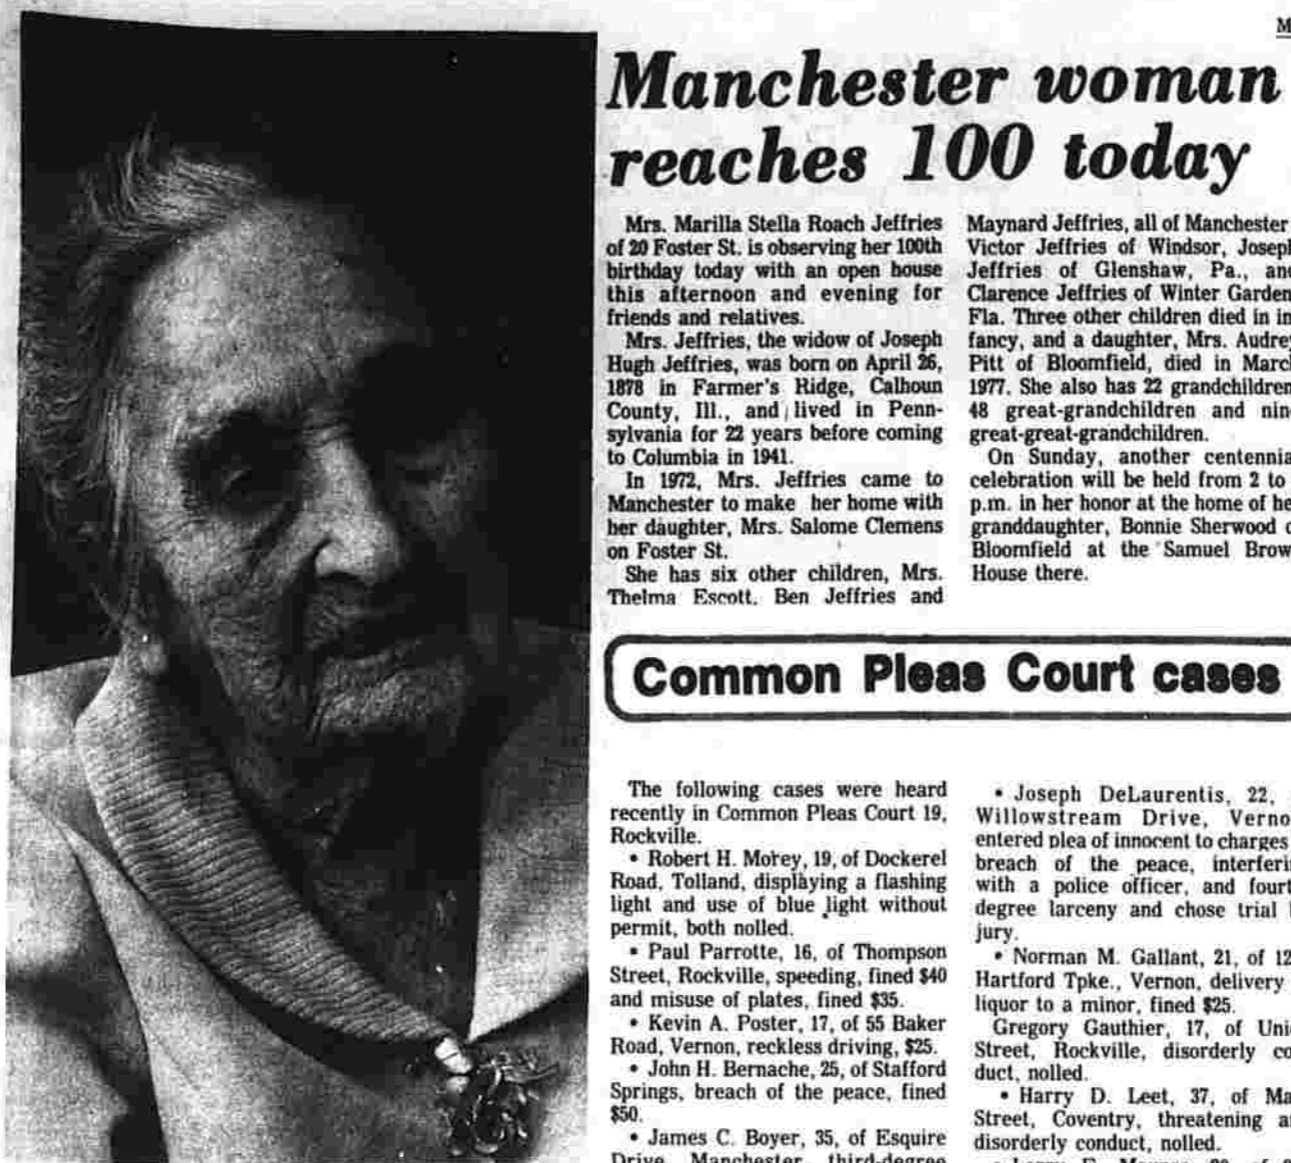 M
Manchester woman
reaches 100 today
Mrs. Marilla Stella Roach Jeffries
of 20 Foster St. is observing her 100th
birthday today with an open house
this afternoon and evening for
friends and relatives.
Mrs. Jeffries, the widow of Joseph
Hugh Jeffries, was born on April 26,
1878 in Farmer's Ridge, Calhoun
County, Ill., and lived in Penn-
sylvania for 22 years before coming
to Columbia in 1941.
In 1972, Mrs. Jeffries came to
Manchester to make her home with
her daughter, Mrs. Salome Clemens
on Foster St.
She has six other children, Mrs.
Thelma Escott, Ben Jeffries and
Maynard Jeffries, all of Manchester
Victor Jeffries of Windsor, Joseph
Jeffries of Glenshaw, Pa., and
Clarence Jeffries of Winter Garden
Fla. Three other children died in in
fancy, and a daughter, Mrs. Audrey
Pitt of Bloomfield, died in March
1977. She also has 22 grandchildren
48 great-grandchildren and nin
great-great-grandchildren.
On Sunday, another centennia
celebration will be held from 2 to
p.m. in her honor at the home of he
granddaughter, Bonnie Sherwood o
Bloomfield at the Samuel Brow
House there.
Common Pleas Court cases
The following cases were heard
recently in Common Pleas Court 19,
Rockville.
• Robert H. Morey, 19, of Dockerel
Road, Tolland, displaying a flashing
light and use of blue light without
permit, both nolled.
• Paul Parrotte, 16, of Thompson
Street, Rockville, speeding, fined $40
and misuse of plates, fined $35.
• Kevin A. Poster, 17, of 55 Baker
Road, Vernon, reckless driving, $25.
• John H. Bernache, 25, of Stafford
Springs, breach of the peace, fined
$50.
• James C. Boyer, 35, of Esquire
Drive, Manchester, third-degree
• Joseph DeLaurentis, 22,
Willowstream Drive, Verno
entered plea of innocent to charges
breach of the peace, interferi
with a police officer, and fourt
degree larceny and chose trial
jury.
• Norman M. Gallant, 21, of 12
Hartford Tpke., Vernon, delivery
liquor to a minor, fined $25.
Gregory Gauthier, 17, of Uni
Street, Rockville, disorderly co
duct, nolled.
• Harry D. Leet, 37, of Ma
Street, Coventry, threatening a
disorderly conduct, nolled.